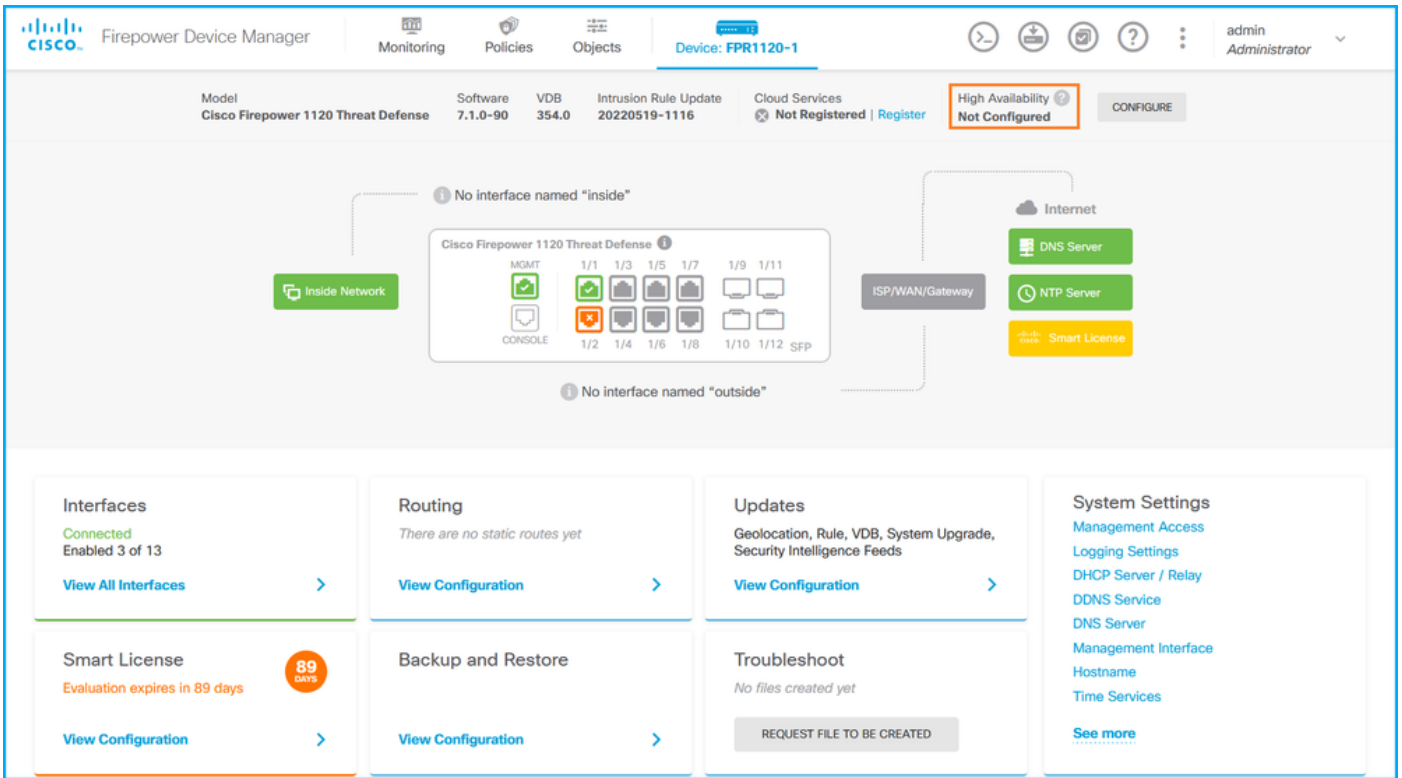 CISCO
Firepower Device Manager
Monitoring
Policies
Objects
Device: FPR1120-1
>_
?
admin
Administrator
Model
Cisco Firepower 1120 Threat Defense
Software
7.1.0-90
VDB
354.0
Intrusion Rule Update
20220519-1116
Cloud Services
Not Registered | Register
High Availability ?
Not Configured
CONFIGURE
i No interface named “inside”
Internet
Cisco Firepower 1120 Threat Defense i
MGMT 1/1 1/3 1/5 1/7 1/9 1/11
CONSOLE 1/2 1/4 1/6 1/8 1/10 1/12 SFP
Inside Network
ISP/WAN/Gateway
DNS Server
NTP Server
CISCO Smart License
i No interface named “outside”
Interfaces
Connected
Enabled 3 of 13
View All Interfaces
Routing
There are no static routes yet
View Configuration
Updates
Geolocation, Rule, VDB, System Upgrade,
Security Intelligence Feeds
View Configuration
System Settings
Management Access
Logging Settings
DHCP Server / Relay
DDNS Service
DNS Server
Management Interface
Hostname
Time Services
See more
Smart License
89
DAYS
Evaluation expires in 89 days
View Configuration
Backup and Restore
View Configuration
Troubleshoot
No files created yet
REQUEST FILE TO BE CREATED